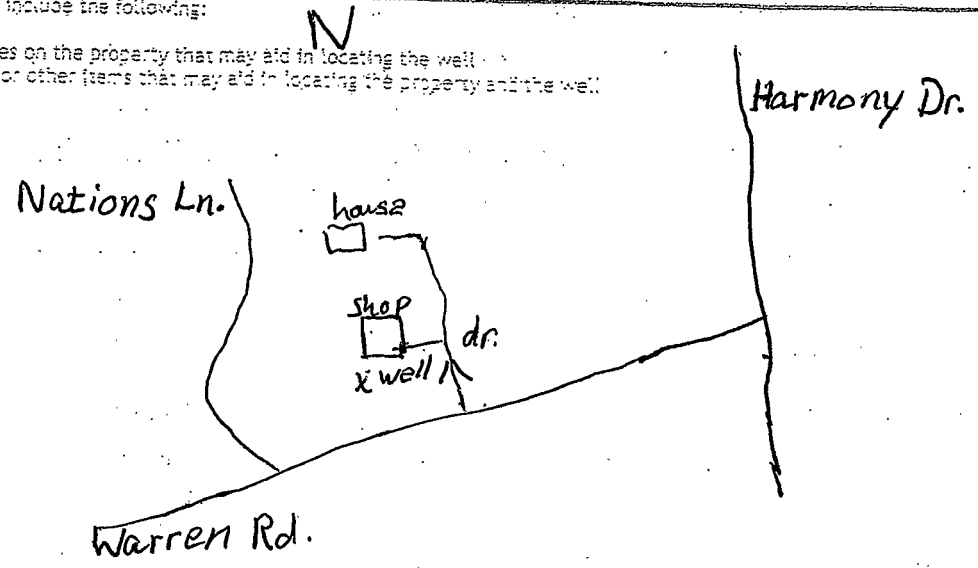 include the following:
N
es on the property that may aid in locating the well
or other items that may aid in locating the property and the well
Harmony Dr.
Nations Ln.
house
shop
dr.
x well
Warren Rd.